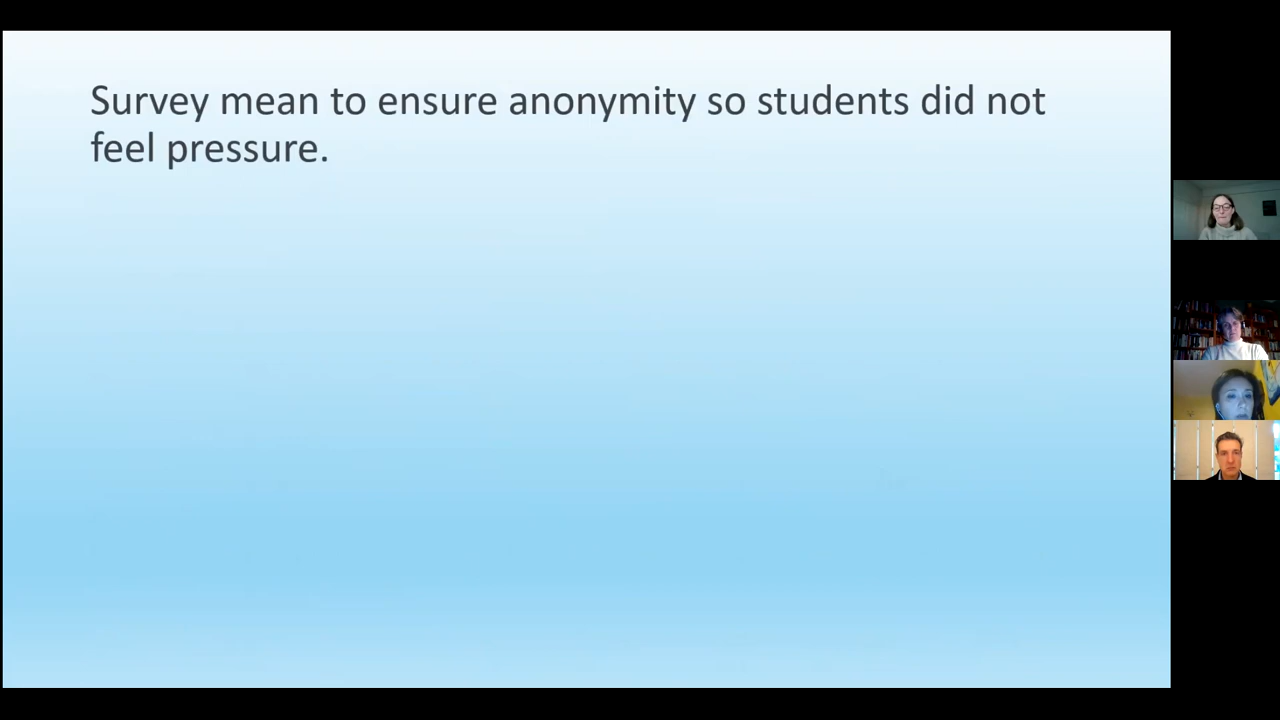 Survey mean to ensure anonymity so students did not
feel pressure.